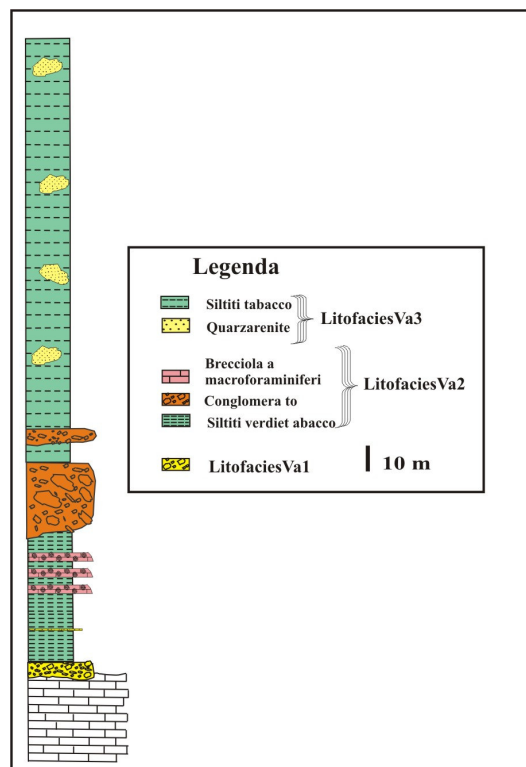 Legenda
Siltiti tabacco
Quarzarenite
LitofaciesVa3
Brecciola a
macroforaminiferi
Conglomera to
Siltiti verdiet abacco
LitofaciesVa2
LitofaciesVa1
10 m